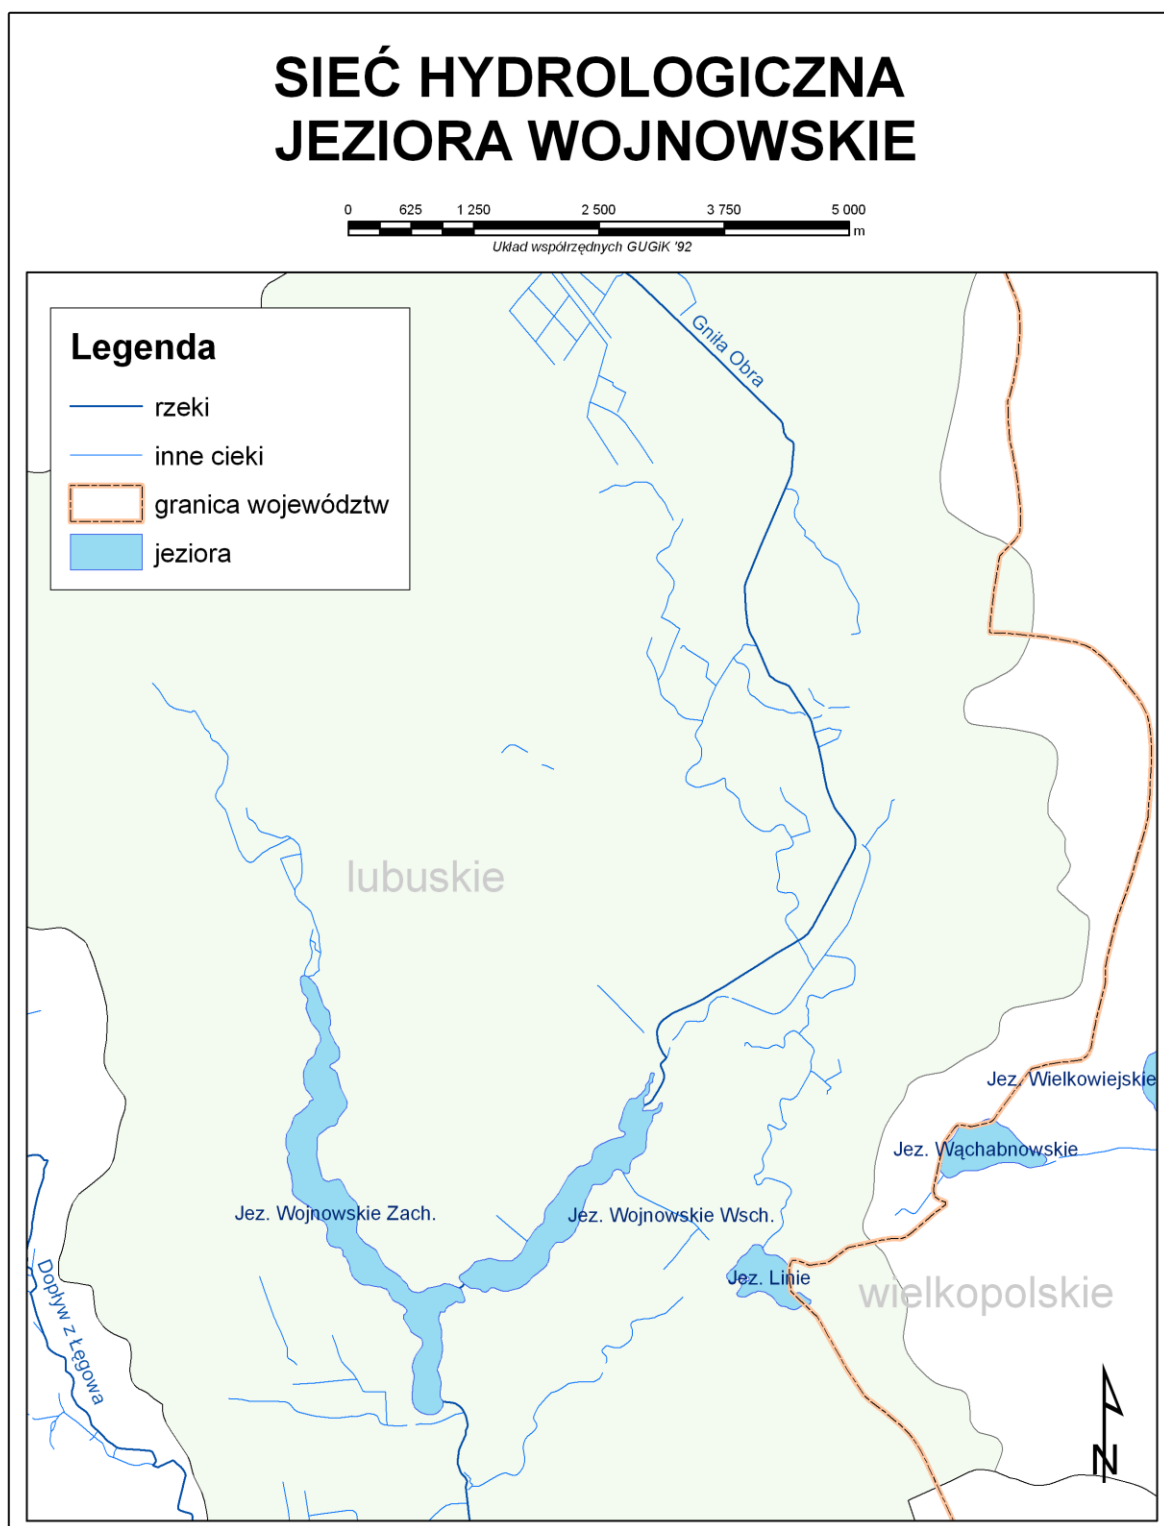 SIEĆ HYDROLOGICZNA
JEZIORA WOJNOWSKIE
0 625 1 250 2 500 3 750 5 000
m
Układ współrzędnych GUGiK '92
Legenda
rzeki
inne cieki
granica województw
jeziora
Gniła Obra
lubuskie
Jez. Wielkowiejskie
Jez. Wąchabnowskie
Jez. Wojnowskie Zach.
Jez. Wojnowskie Wsch.
Jez. Linie
wielkopolskie
Dopływ z Łęgowa
N